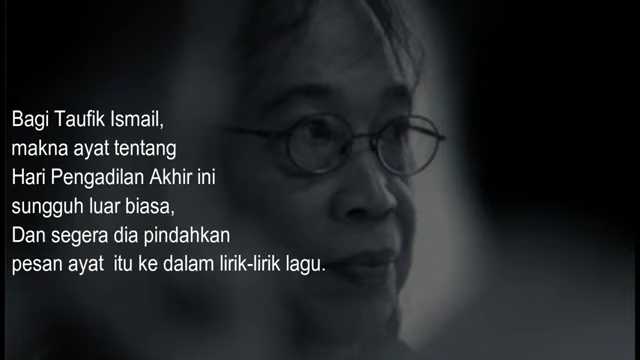 Bagi Taufik Ismail,
makna ayat tentang
Hari Pengadilan Akhir ini
sungguh luar biasa,
Dan segera dia pindahkan
pesan ayat  itu ke dalam lirik-lirik lagu.